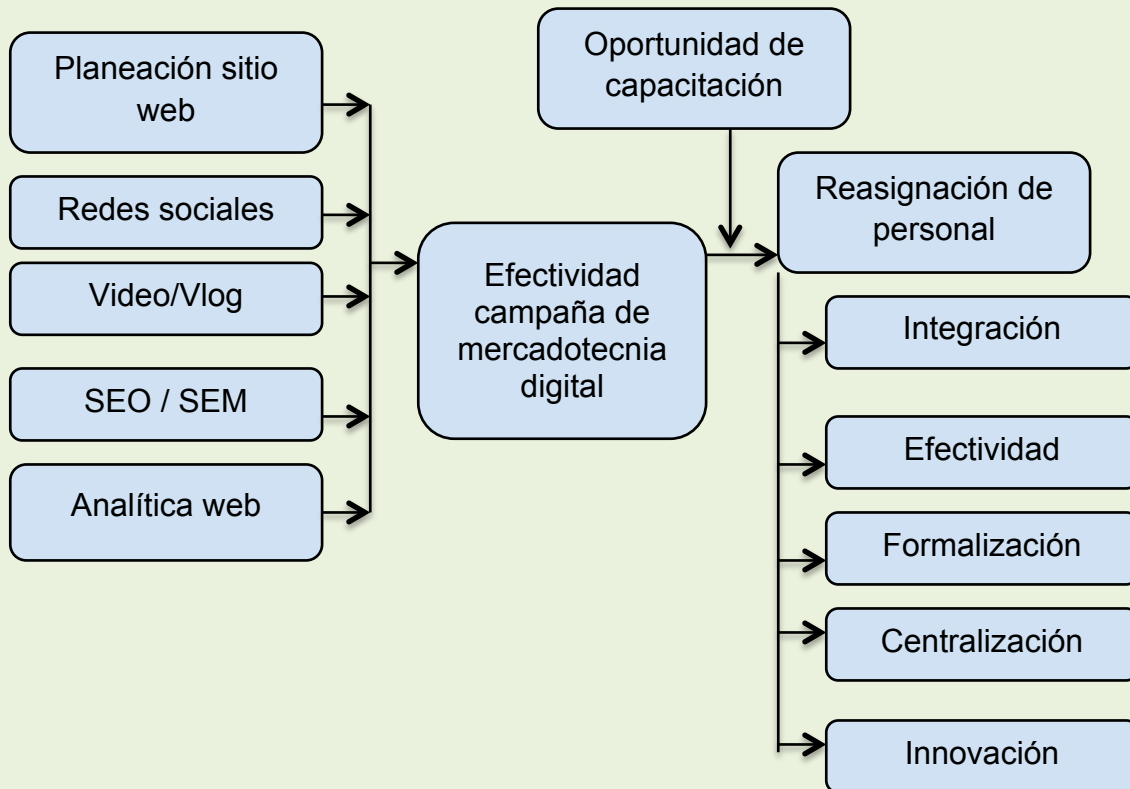 Planeación sitio
web
Redes sociales
Video/Vlog
SEO / SEM
Analítica web
Efectividad
campaña de
mercadotecnia
digital
Oportunidad de
capacitación
Reasignación de
personal
Integración
Efectividad
Formalización
Centralización
Innovación